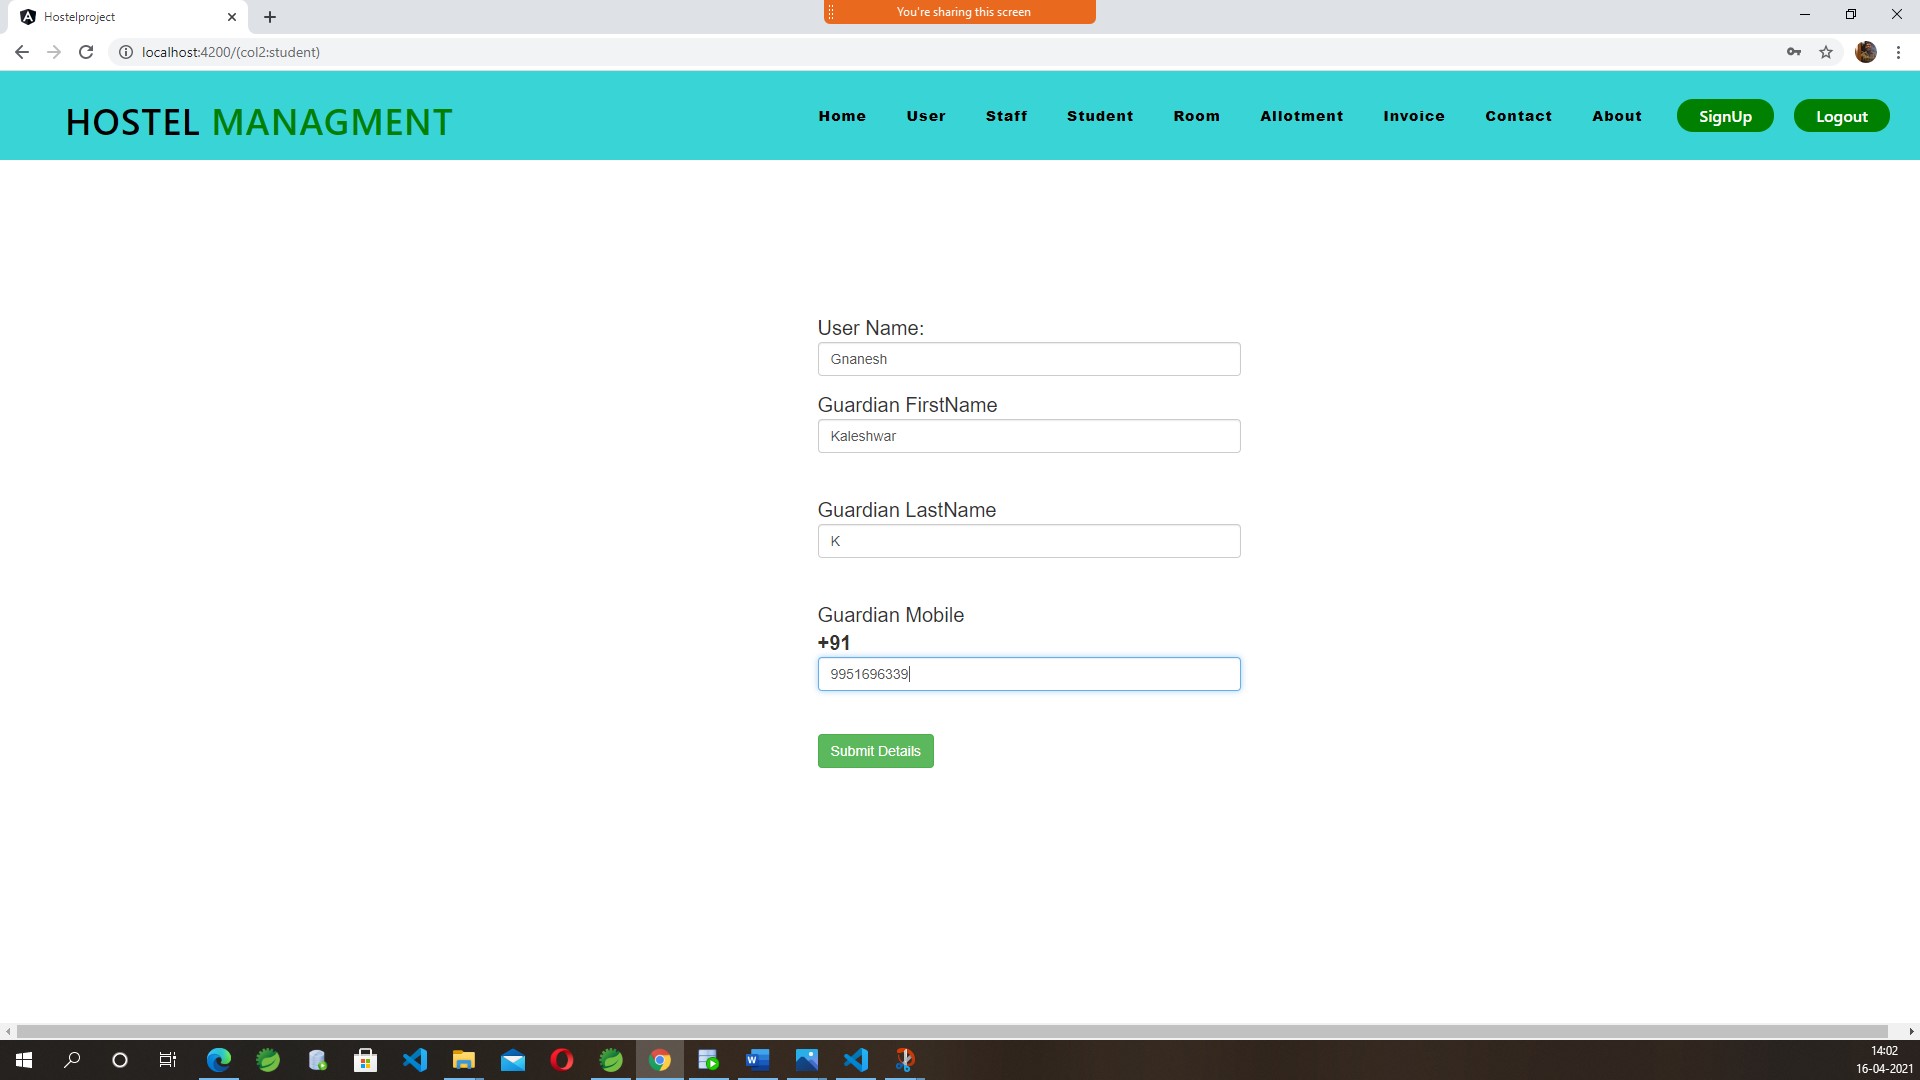 Hostelproject
You're sharing this screen
localhost:4200/(col2:student)
HOSTEL MANAGMENT
Home User Staff Student Room Allotment Invoice Contact About SignUp Logout
User Name:
Gnanesh
Guardian FirstName
Kaleshwar
Guardian LastName
K
Guardian Mobile
+91
9951696339
Submit Details
14:02
16-04-2021